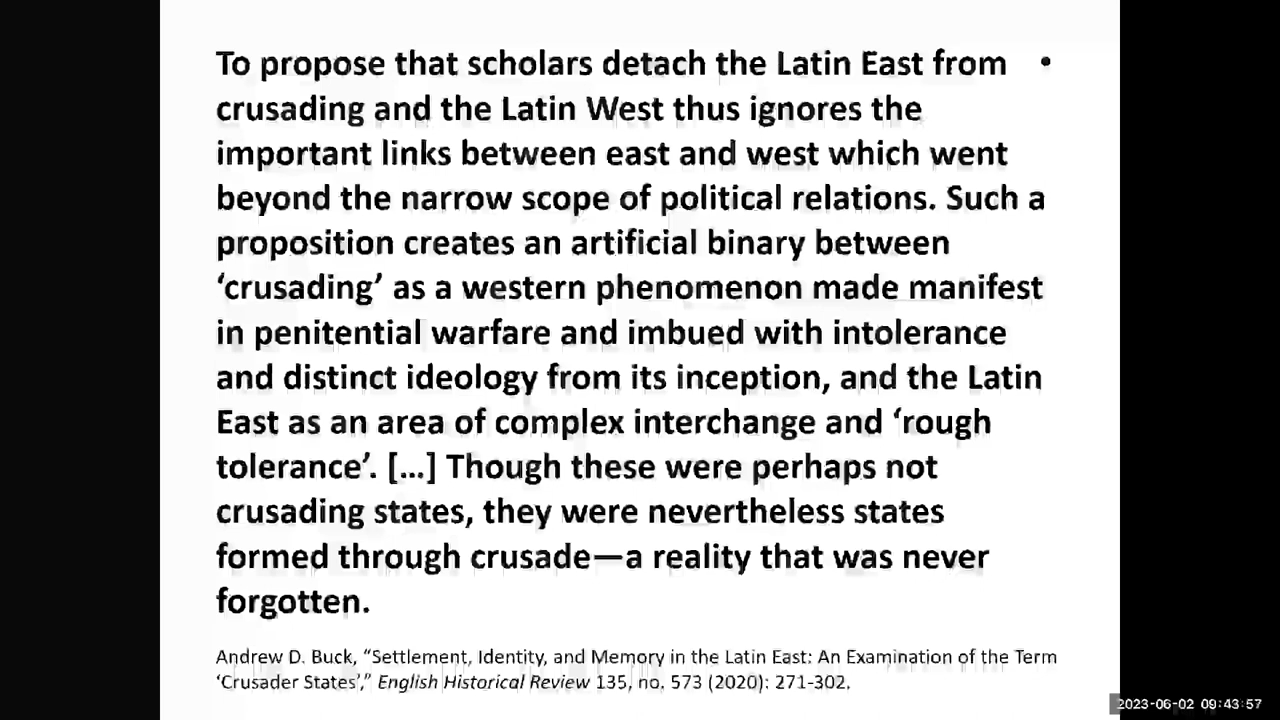 To propose that scholars detach the Latin East from •
crusading and the Latin West thus ignores the
important links between east and west which went
beyond the narrow scope of political relations. Such a
proposition creates an artificial binary between
‘crusading’ as a western phenomenon made manifest
in penitential warfare and imbued with intolerance
and distinct ideology from its inception, and the Latin
East as an area of complex interchange and ‘rough
tolerance’. […] Though these were perhaps not
crusading states, they were nevertheless states
formed through crusade—a reality that was never
forgotten.
Andrew D. Buck, “Settlement, Identity, and Memory in the Latin East: An Examination of the Term
‘Crusader States’,” English Historical Review 135, no. 573 (2020): 271-302.
2023-06-02 09:43:57